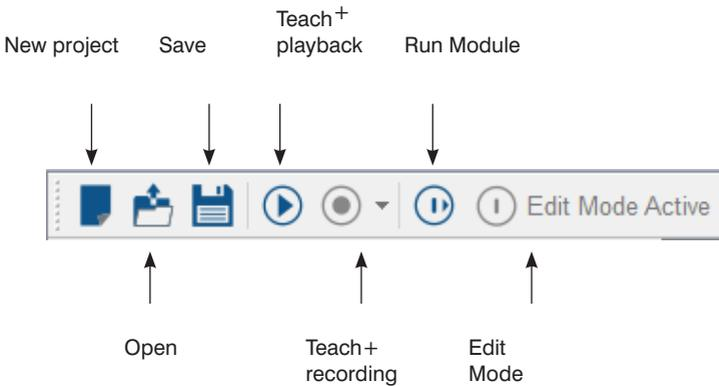 Teach+
New project Save playback Run Module
Edit Mode Active
Open Teach+ Edit
recording Mode